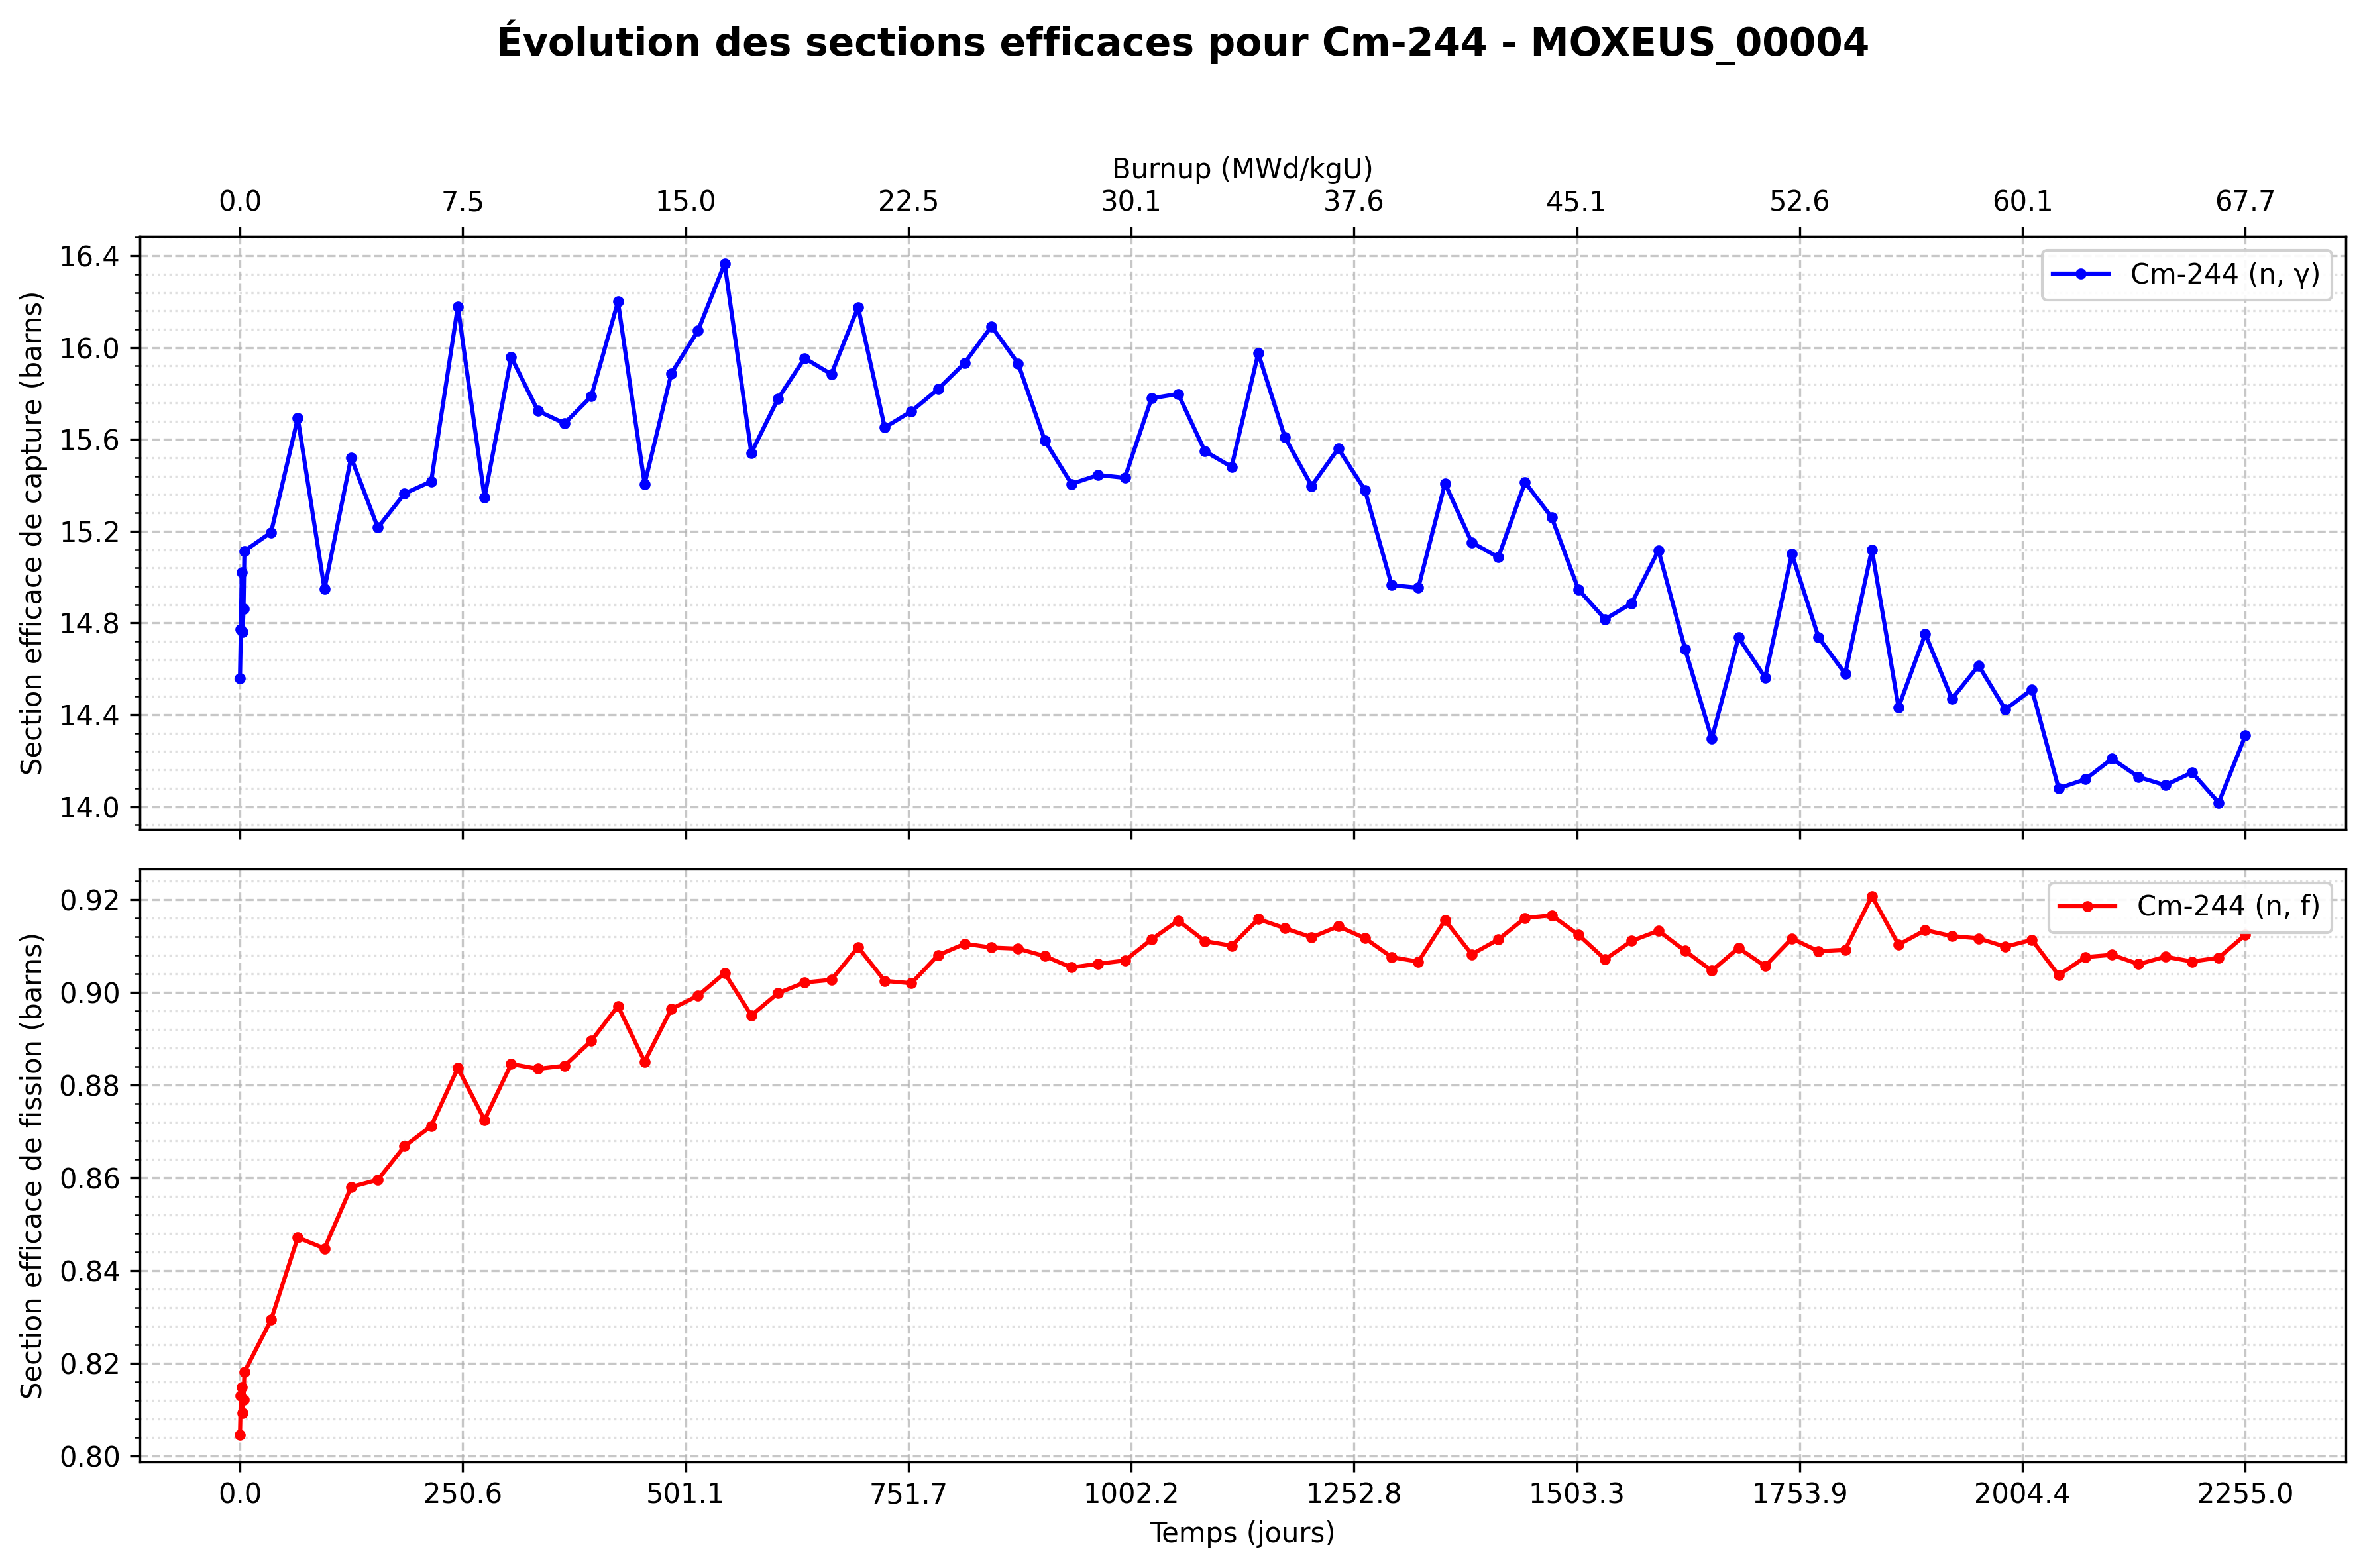 Évolution des sections efficaces pour Cm-244 - MOXEUS_00004
Burnup (MWd/kgU)
0.0 7.5 15.0 22.5 30.1 37.6 45.1 52.6 60.1 67.7
Section efficace de capture (barns)
16.4
16.0
15.6
15.2
14.8
14.4
14.0
Cm-244 (n, γ)
Section efficace de fission (barns)
0.92
0.90
0.88
0.86
0.84
0.82
0.80
Cm-244 (n, f)
0.0 250.6 501.1 751.7 1002.2 1252.8 1503.3 1753.9 2004.4 2255.0
Temps (jours)